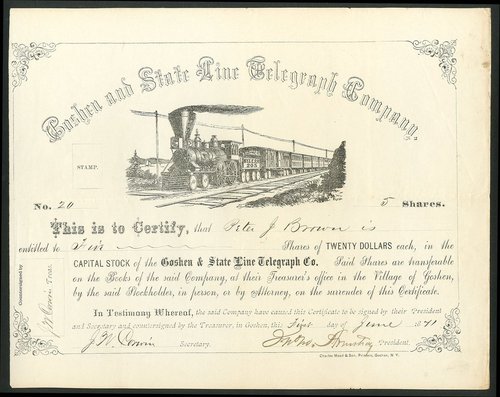 Goshen and State Line Telegraph Company.
STAMP.
No. 20
5 Shares.
This is to Certify, that Peter J Brown is
entitled to Five Shares of TWENTY DOLLARS each, in the
CAPITAL STOCK of the Goshen & State Line Telegraph Co. Said Shares are transferable
on the Books of the said Company, at their Treasurer's office in the Village of Goshen,
by the said Stockholder, in person, or by Attorney, on the surrender of this Certificate.
In Testimony Whereof, the said Company have caused this Certificate to be signed by their President
and Secretary and countersigned by the Treasurer, in Goshen, this First day of June 1871
J. W. Corwin Secretary. President.
Charles Mead & Son, Printers, Goshen, N. Y.
Countersigned by
J W Corwin Treas.